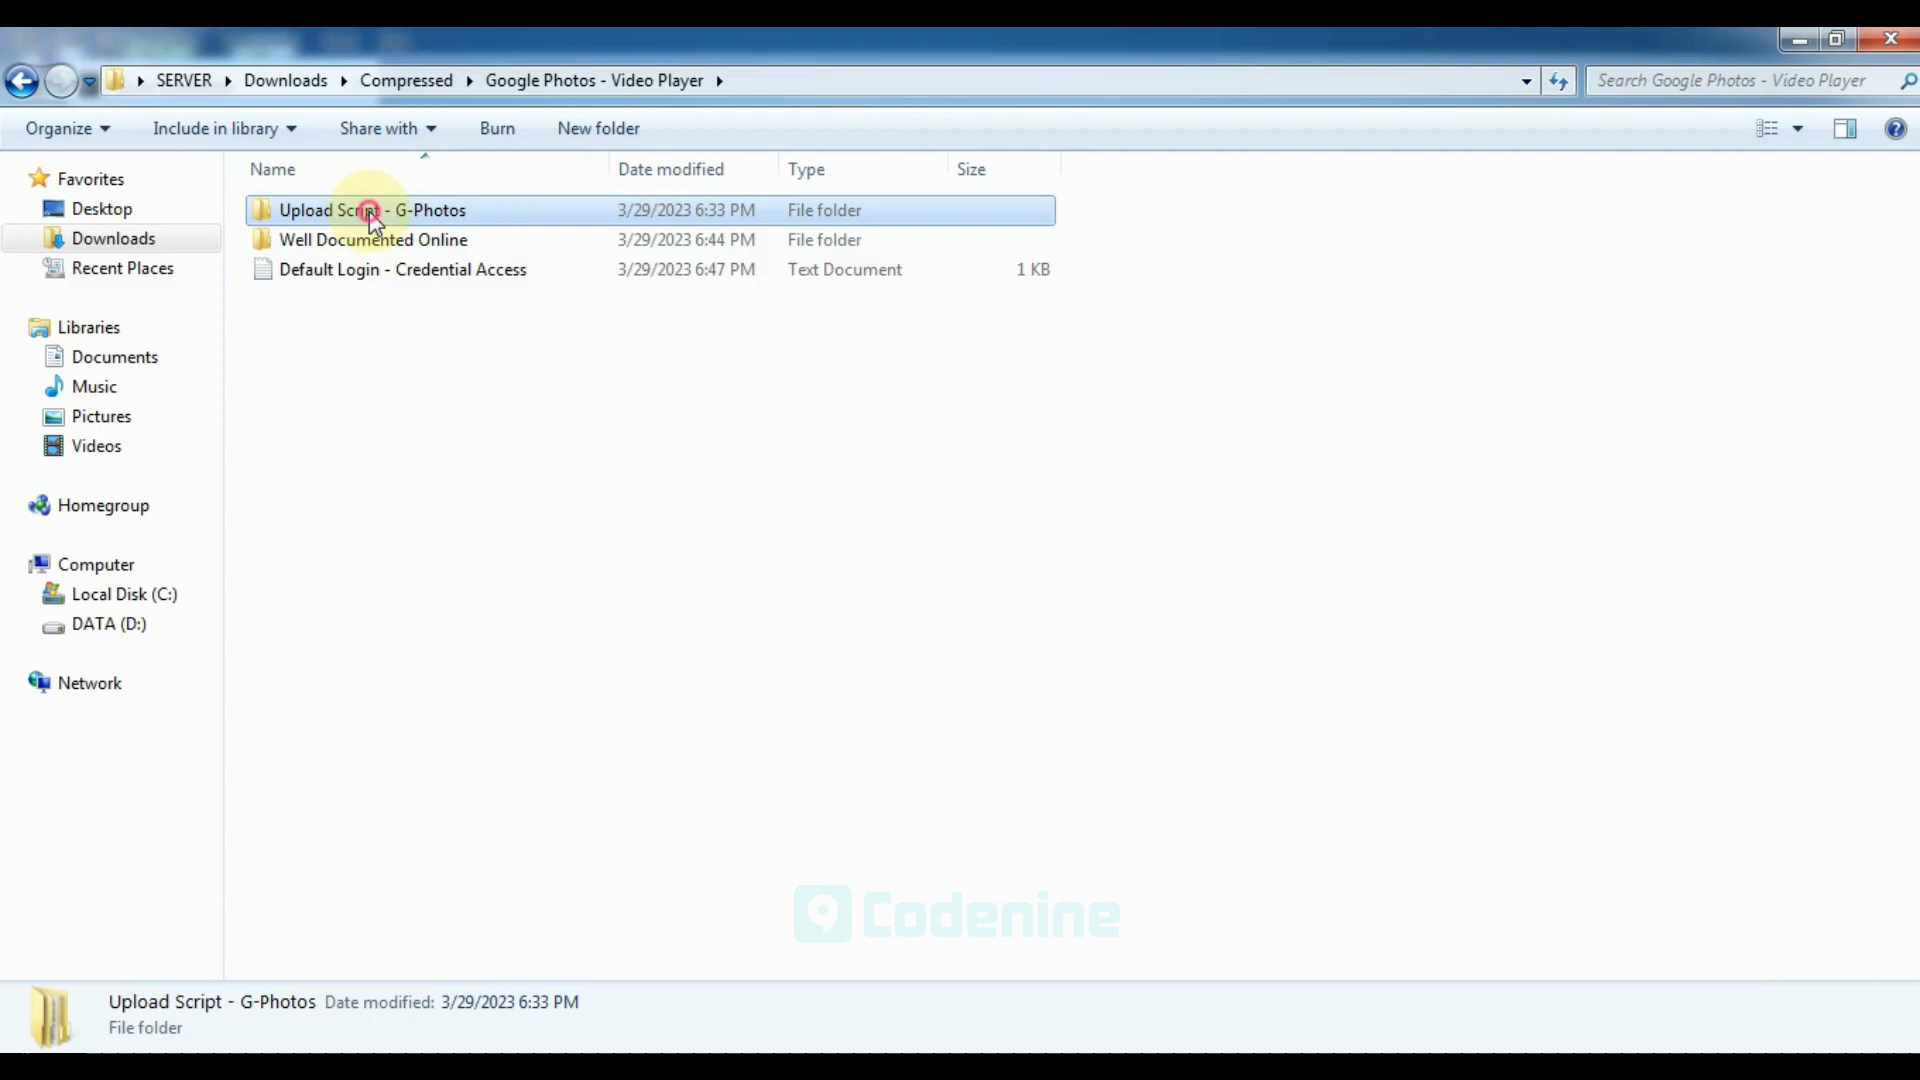 SERVER Downloads Compressed Google Photos - Video Player
Search Google Photos - Video Player
Organize Include in library Share with Burn New folder
Name Date modified Type Size
Favorites
Desktop
Downloads
Recent Places
Libraries
Documents
Music
Pictures
Videos
Homegroup
Computer
Local Disk (C:)
DATA (D:)
Network
Upload Script - G-Photos 3/29/2023 6:33 PM File folder
Well Documented Online 3/29/2023 6:44 PM File folder
Default Login - Credential Access 3/29/2023 6:47 PM Text Document 1 KB
9 Codenine
Upload Script - G-Photos Date modified: 3/29/2023 6:33 PM
File folder